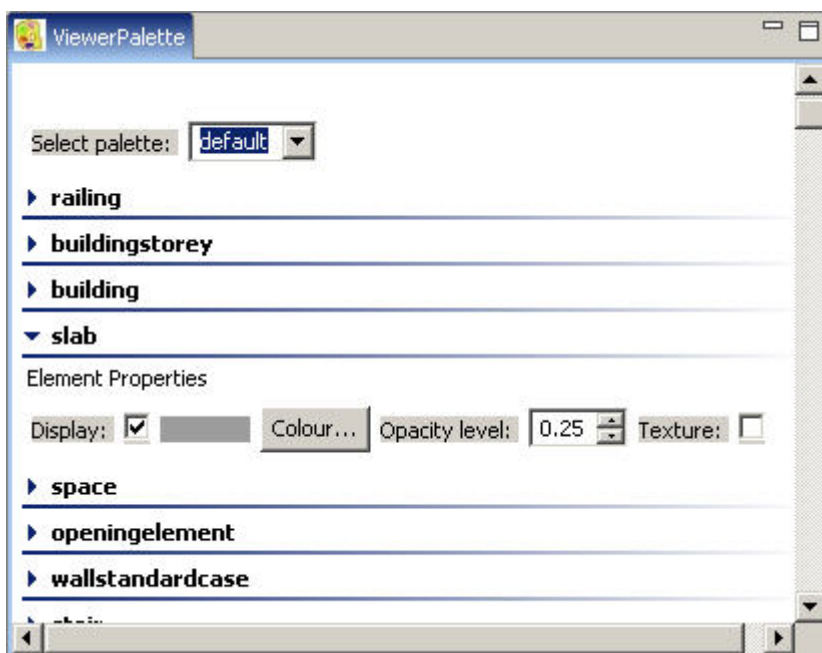 ViewerPalette
Select palette: default
railing
buildingstorey
building
slab
Element Properties
Display: Colour... Opacity level: 0.25 Texture:
space
openingelement
wallstandardcase